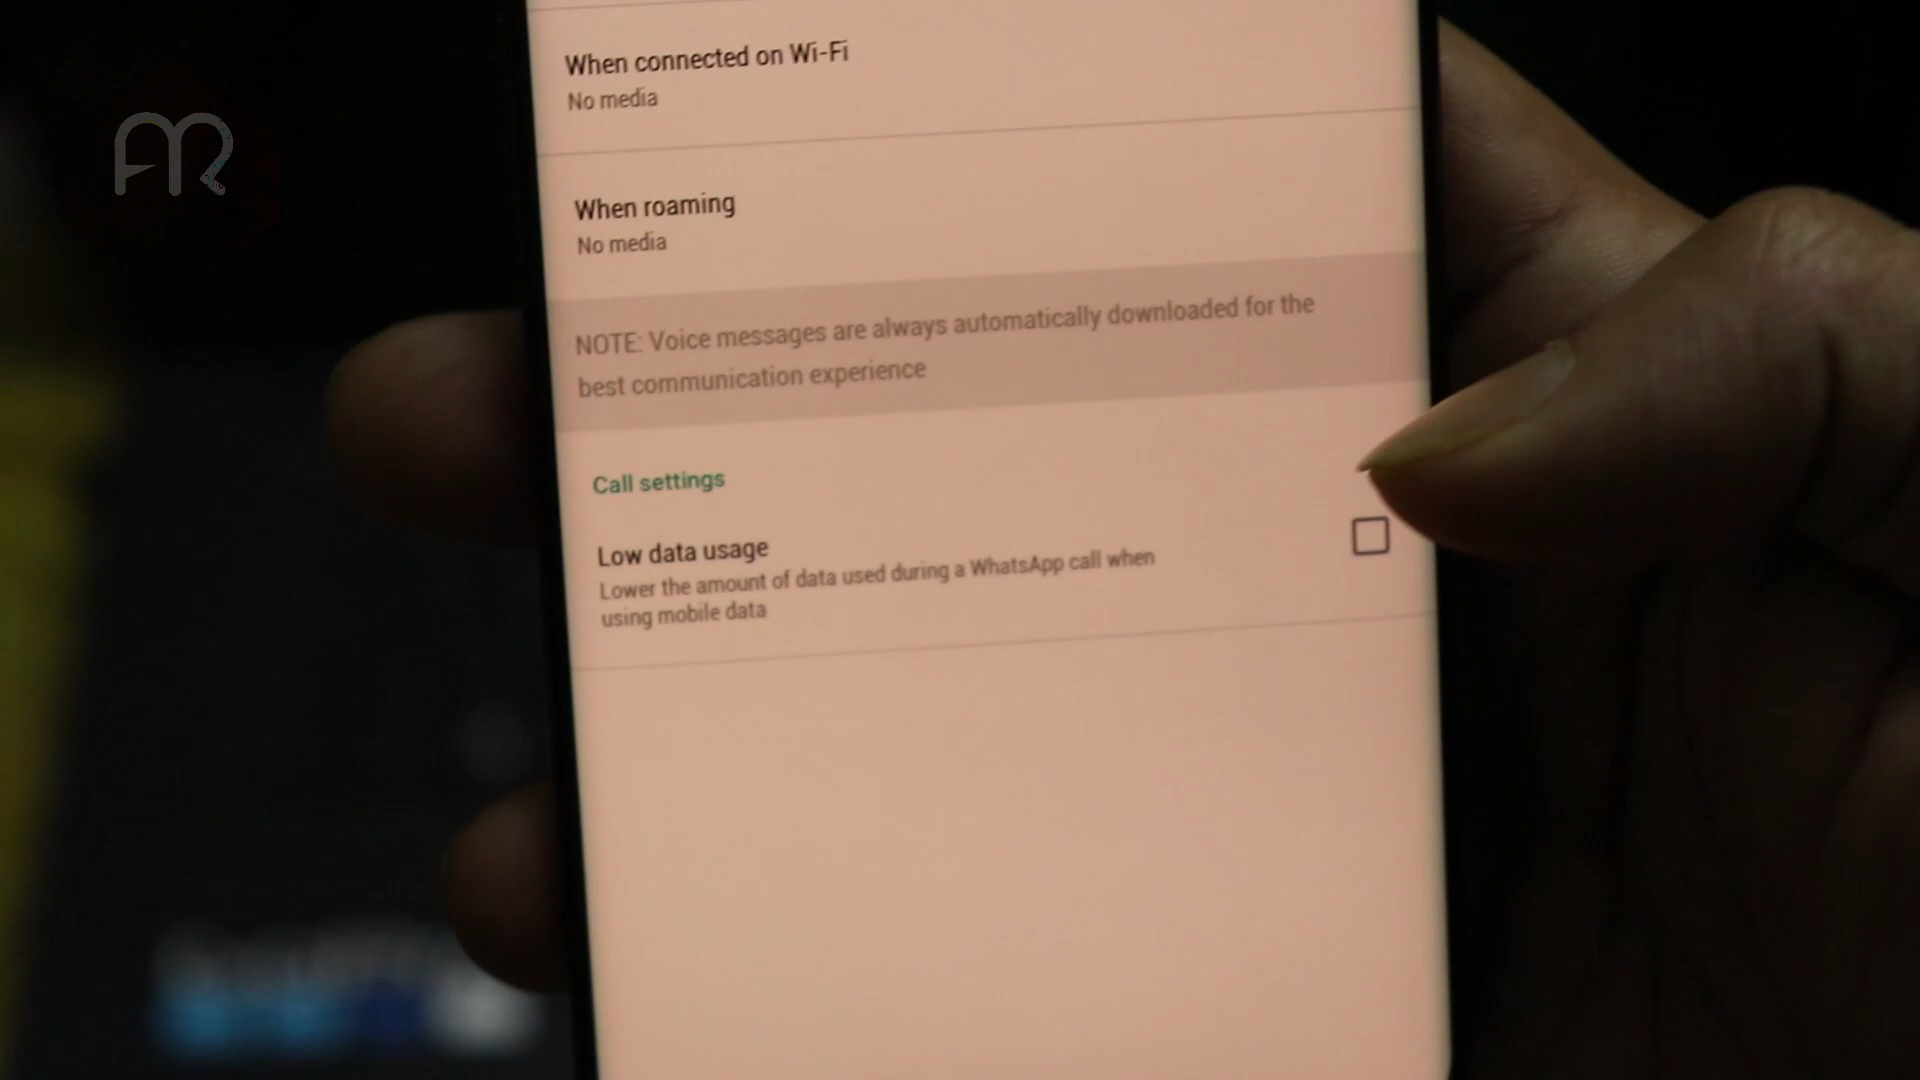 When connected on Wi-Fi
No media
When roaming
No media
NOTE: Voice messages are always automatically downloaded for the
best communication experience
Call settings
Low data usage
Lower the amount of data used during a WhatsApp call when
using mobile data